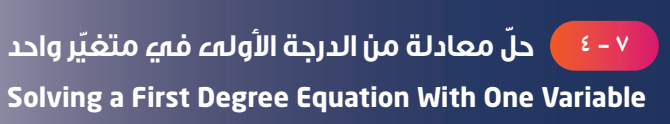 ٧ – ٤ حلّ معادلة من الدرجة الأولى في متغيّر واحد
Solving a First Degree Equation With One Variable